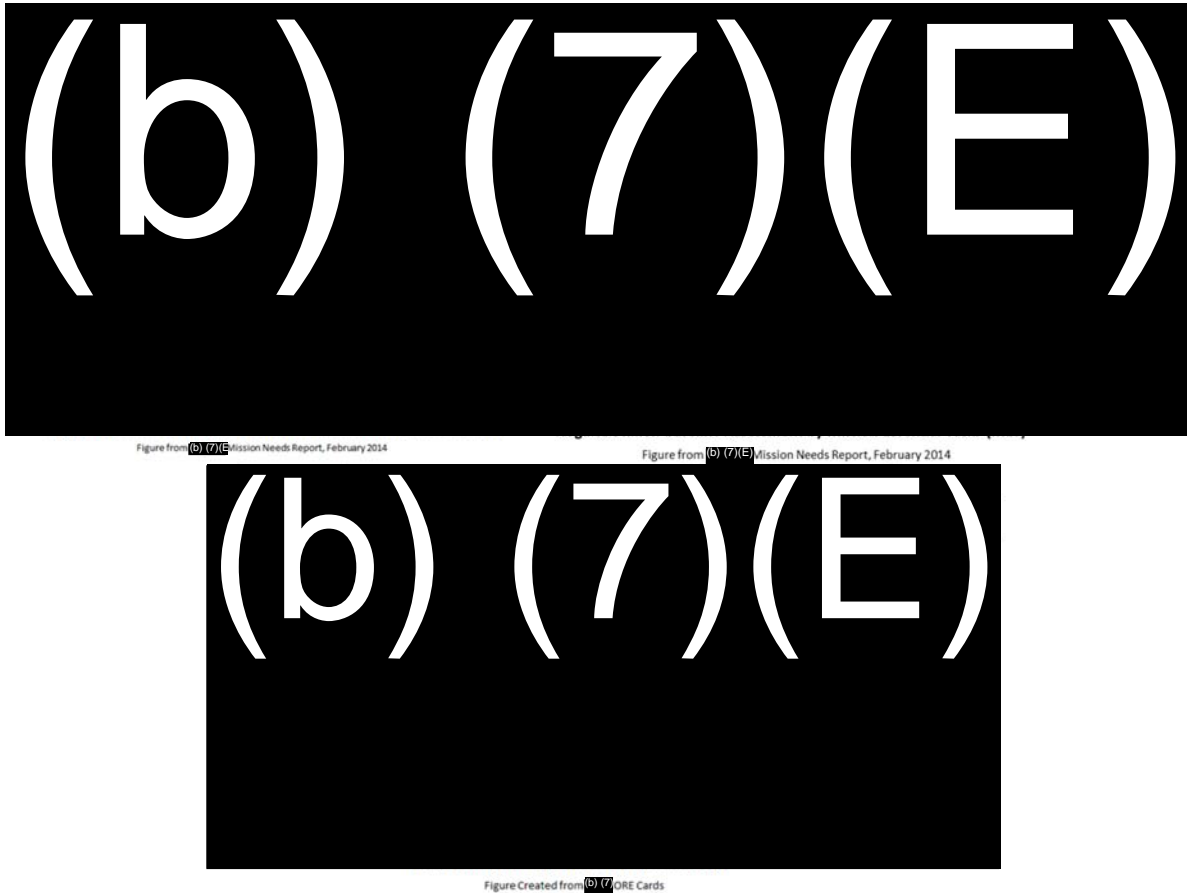 (b) (7)(E)
Figure from (b) (7)(E Mission Needs Report, February 2014
Figure from (b) (7)(E) Mission Needs Report, February 2014
(b) (7)(E)
Figure Created from (b) (7) ORE Cards